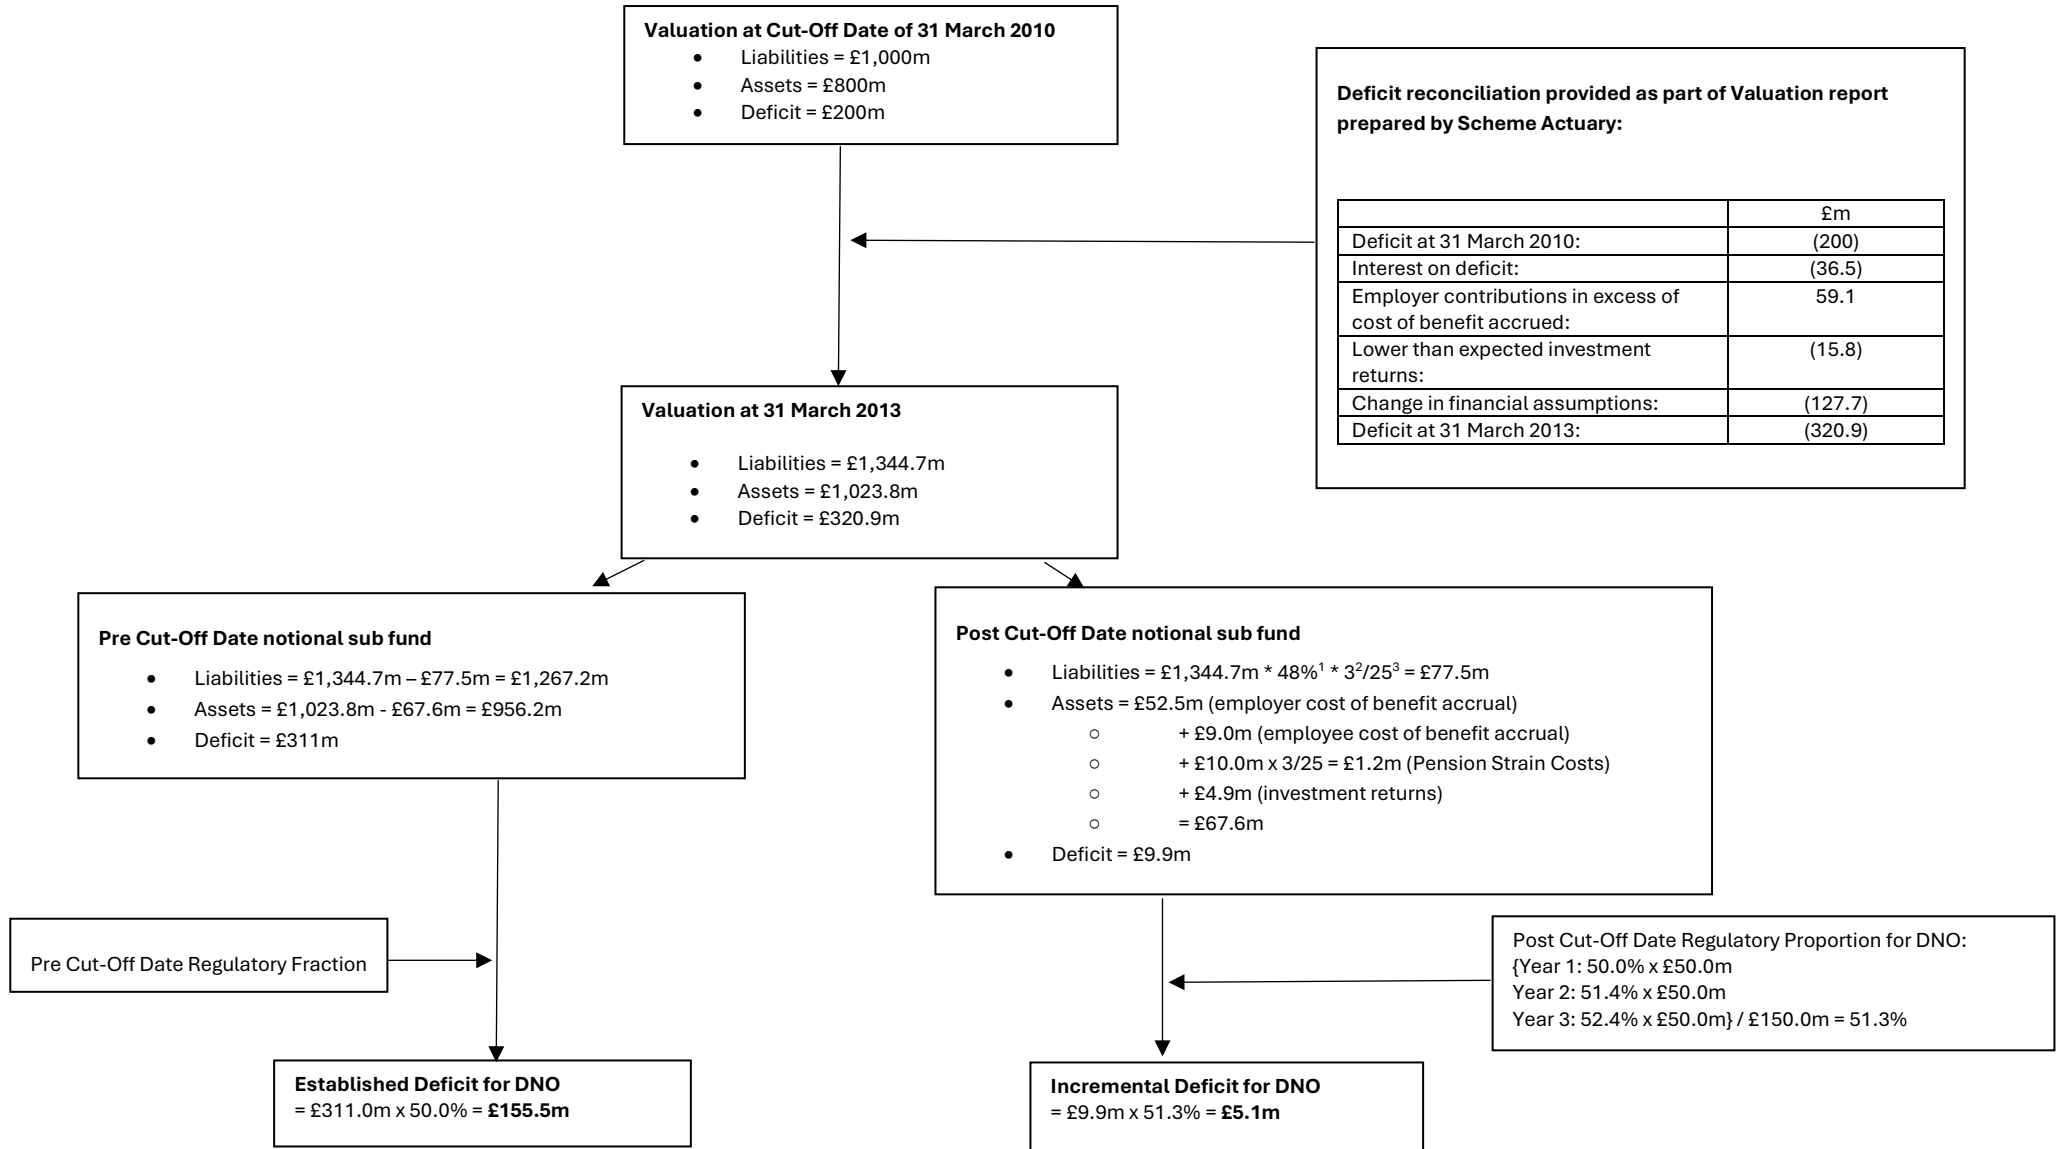 Valuation at Cut-Off Date of 31 March 2010
• Liabilities = £1,000m
• Assets = £800m
• Deficit = £200m
Deficit reconciliation provided as part of Valuation report
prepared by Scheme Actuary:
£m
Deficit at 31 March 2010: (200)
Interest on deficit: (36.5)
Employer contributions in excess of 59.1
cost of benefit accrued:
Lower than expected investment (15.8)
returns:
Change in financial assumptions: (127.7)
Deficit at 31 March 2013: (320.9)
Valuation at 31 March 2013
• Liabilities = £1,344.7m
• Assets = £1,023.8m
• Deficit = £320.9m
Pre Cut-Off Date notional sub fund
• Liabilities = £1,344.7m – £77.5m = £1,267.2m
• Assets = £1,023.8m - £67.6m = £956.2m
• Deficit = £311m
Post Cut-Off Date notional sub fund
• Liabilities = £1,344.7m * 48%¹ * 3²/25³ = £77.5m
• Assets = £52.5m (employer cost of benefit accrual)
○ + £9.0m (employee cost of benefit accrual)
○ + £10.0m x 3/25 = £1.2m (Pension Strain Costs)
○ + £4.9m (investment returns)
○ = £67.6m
• Deficit = £9.9m
Pre Cut-Off Date Regulatory Fraction
Post Cut-Off Date Regulatory Proportion for DNO:
{Year 1: 50.0% x £50.0m
Year 2: 51.4% x £50.0m
Year 3: 52.4% x £50.0m} / £150.0m = 51.3%
Established Deficit for DNO
= £311.0m x 50.0% = £155.5m
Incremental Deficit for DNO
= £9.9m x 51.3% = £5.1m